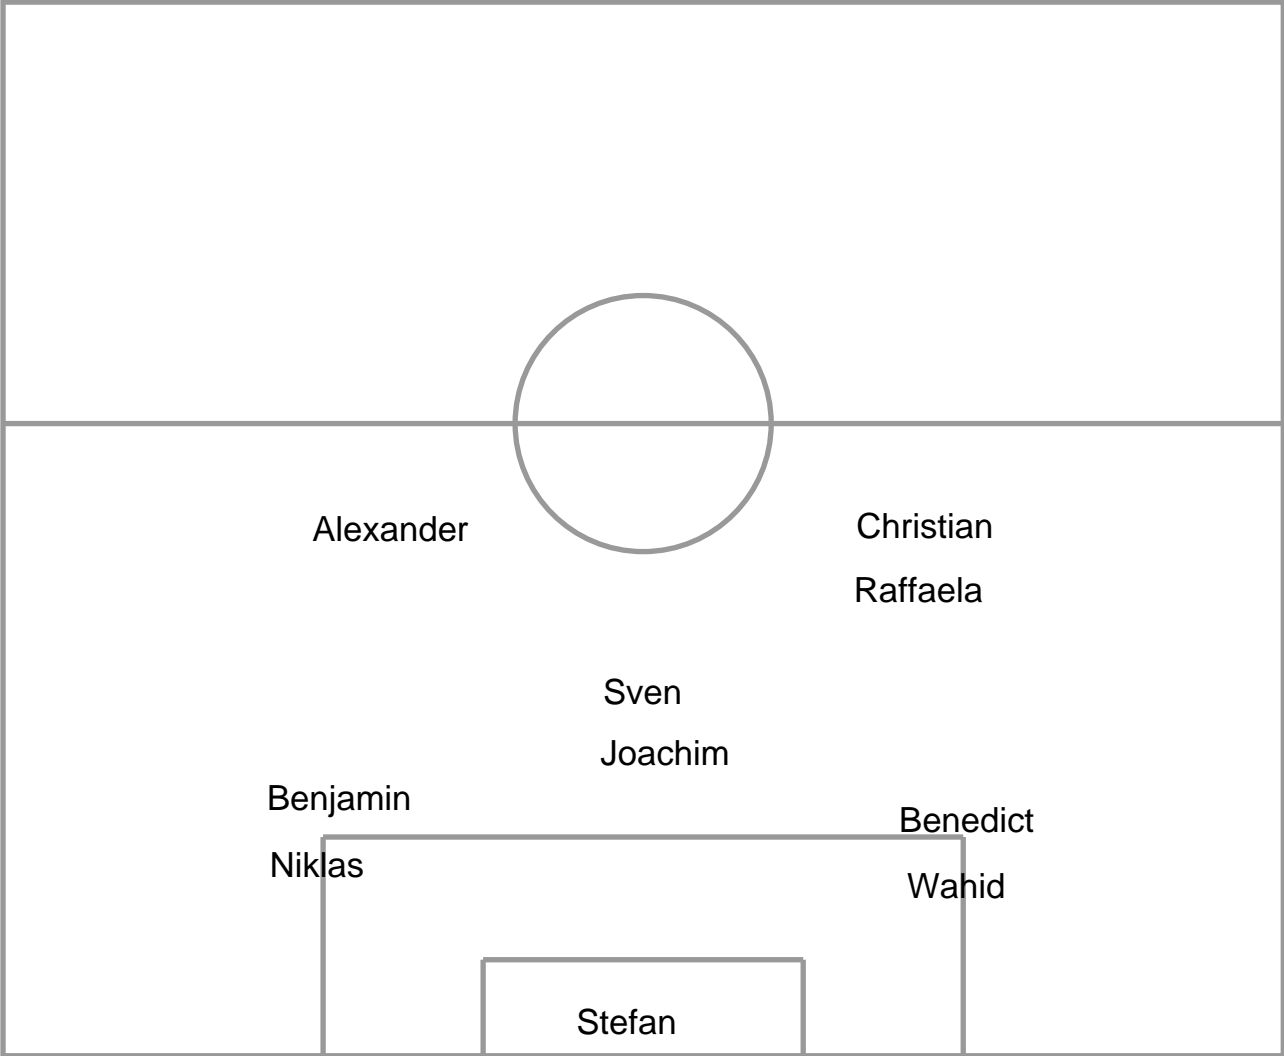 Alexander
Christian
Raffaela
Sven
Joachim
Benjamin
Benedict
Niklas
Wahid
Stefan